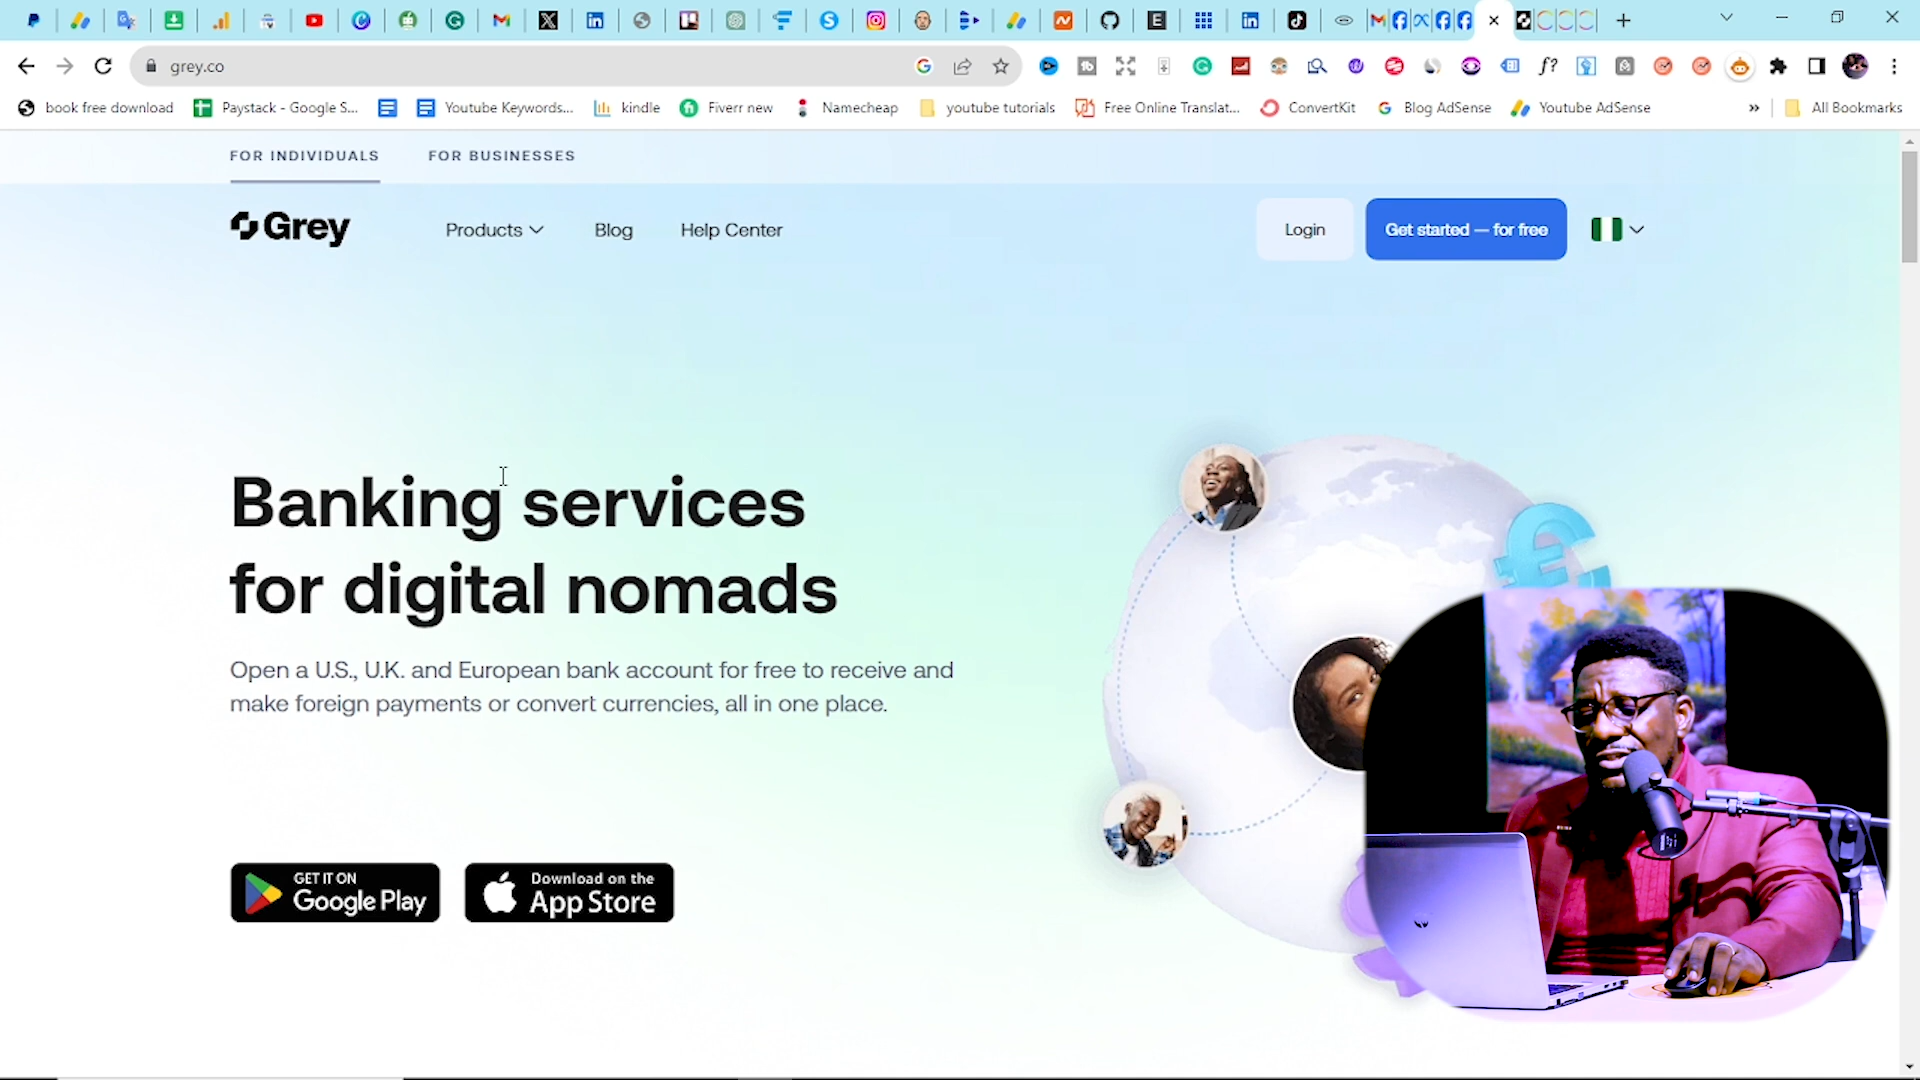 grey.co
book free download
Paystack - Google S...
Youtube Keywords...
kindle
Fiverr new
Namecheap
youtube tutorials
Free Online Translat...
ConvertKit
Blog AdSense
Youtube AdSense
»
All Bookmarks
FOR INDIVIDUALS
FOR BUSINESSES
Grey
Products
Blog
Help Center
Login
Get started — for free
Banking services
for digital nomads
Open a U.S., U.K. and European bank account for free to receive and
make foreign payments or convert currencies, all in one place.
GET IT ON
Google Play
Download on the
App Store